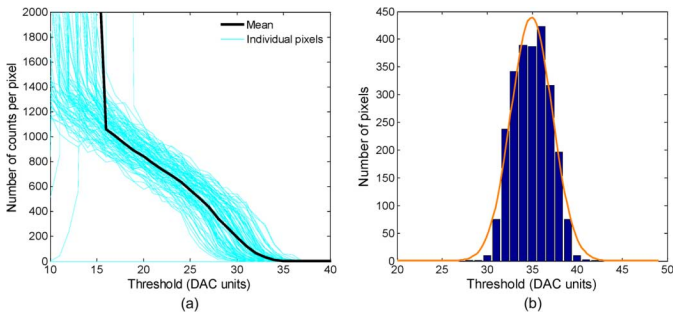 2000
1800
1600
1400
1200
1000
800
600
400
200
0
Number of counts per pixel
Mean
Individual pixels
10 15 20 25 30 35 40
Threshold (DAC units)
(a)
450
400
350
300
250
200
150
100
50
0
Number of pixels
20 25 30 35 40 45 50
Threshold (DAC units)
(b)